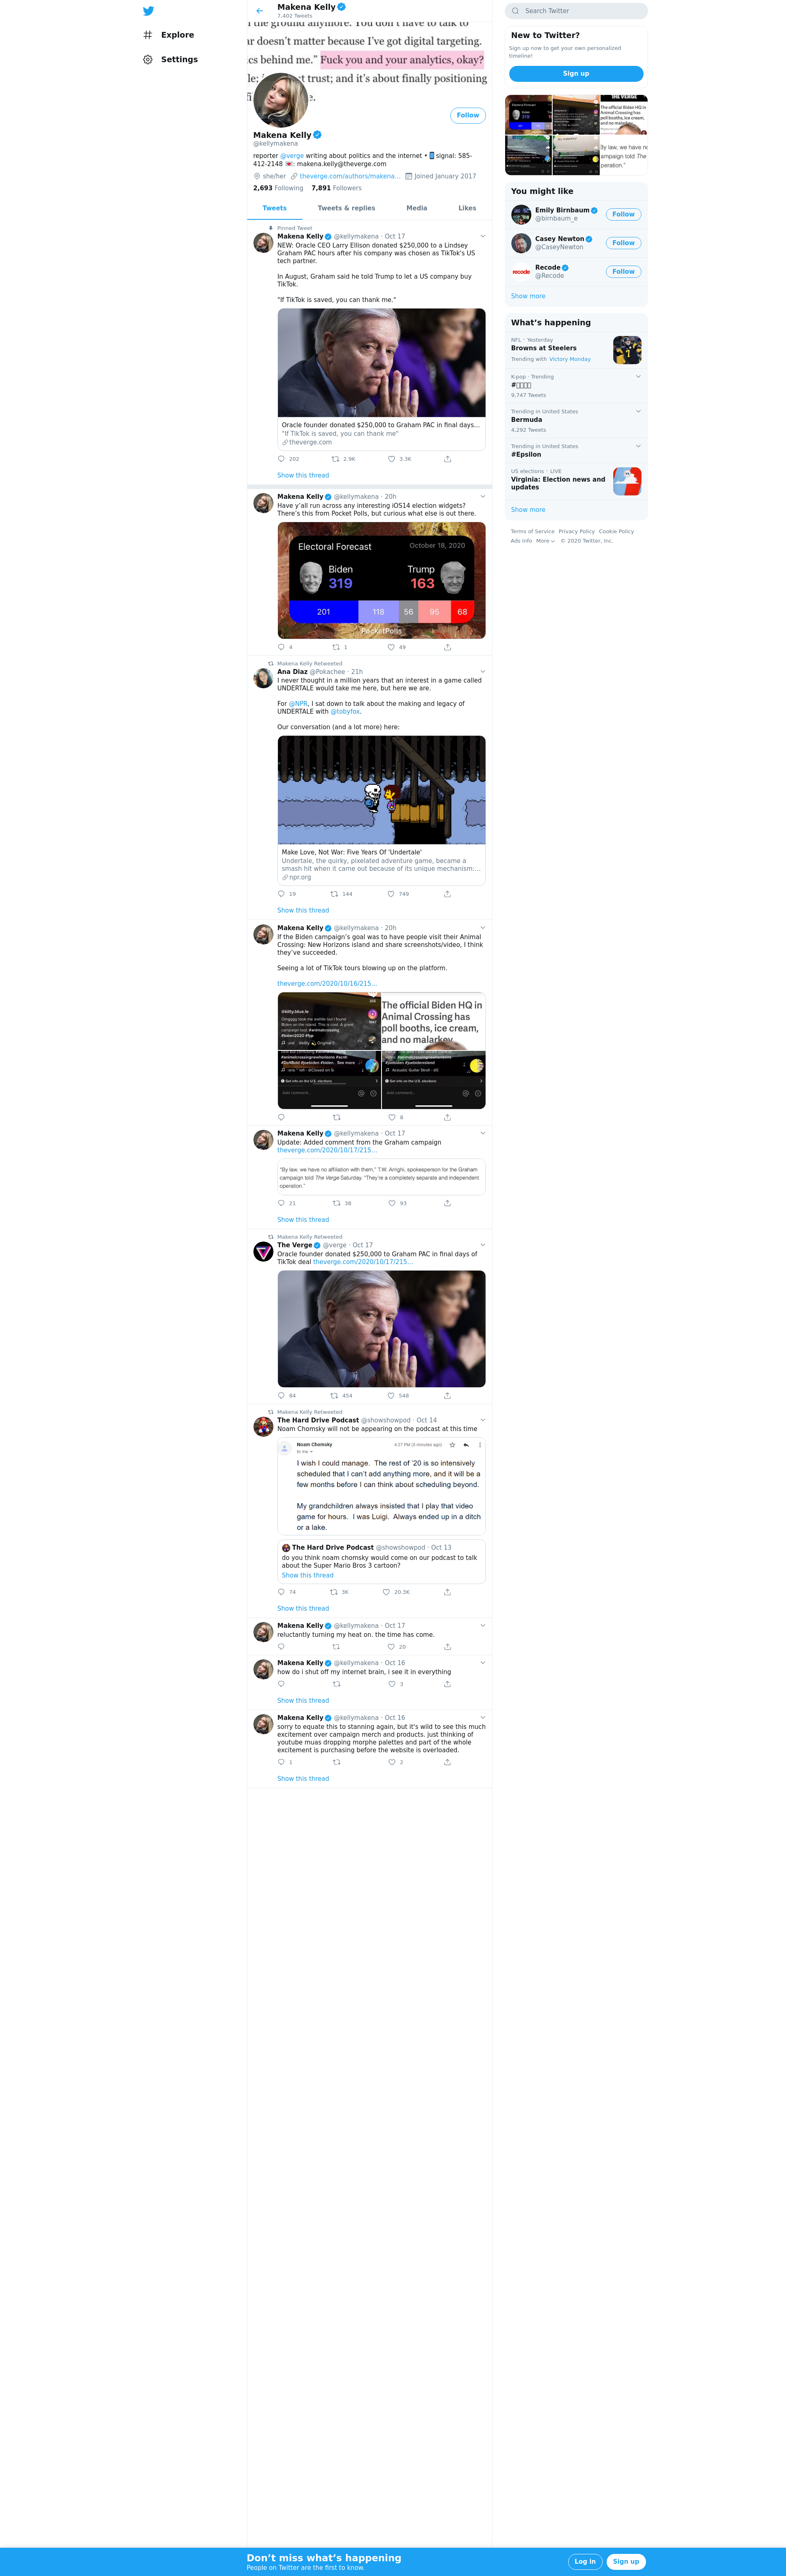 Explore
Settings
Makena Kelly
7,402 Tweets
the ground anymore. You don't have to talk to
ar doesn't matter because I've got digital targeting.
cs behind me." Fuck you and your analytics, okay?
trust; and it's about finally positioning
Follow
Makena Kelly
@kellymakena
reporter @verge writing about politics and the internet • 📱signal: 585-
412-2148 💌: makena.kelly@theverge.com
she/her theverge.com/authors/makena… Joined January 2017
2,693 Following 7,891 Followers
Tweets Tweets & replies Media Likes
Pinned Tweet
Makena Kelly @kellymakena · Oct 17
NEW: Oracle CEO Larry Ellison donated $250,000 to a Lindsey
Graham PAC hours after his company was chosen as TikTok's US
tech partner.
In August, Graham said he told Trump to let a US company buy
TikTok.
"If TikTok is saved, you can thank me."
Oracle founder donated $250,000 to Graham PAC in final days…
"If TikTok is saved, you can thank me"
theverge.com
202 2.9K 3.3K
Show this thread
Makena Kelly @kellymakena · 20h
Have y'all run across any interesting iOS14 election widgets?
There's this from Pocket Polls, but curious what else is out there.
Electoral Forecast October 18, 2020
Biden 319
Trump 163
201 118 56 95 68
PocketPolls
4 1 49
Makena Kelly Retweeted
Ana Diaz @Pokachee · 21h
I never thought in a million years that an interest in a game called
UNDERTALE would take me here, but here we are.
For @NPR, I sat down to talk about the making and legacy of
UNDERTALE with @tobyfox.
Our conversation (and a lot more) here:
Make Love, Not War: Five Years Of 'Undertale'
Undertale, the quirky, pixelated adventure game, became a
smash hit when it came out because of its unique mechanism:…
npr.org
19 144 749
Show this thread
Makena Kelly @kellymakena · 20h
If the Biden campaign's goal was to have people visit their Animal
Crossing: New Horizons island and share screenshots/video, I think
they've succeeded.
Seeing a lot of TikTok tours blowing up on the platform.
theverge.com/2020/10/16/215…
The official Biden HQ in
Animal Crossing has
poll booths, ice cream,
and no malarkey
Get info on the U.S. elections
Add comment...
Get info on the U.S. elections
Add comment...
8
Makena Kelly @kellymakena · Oct 17
Update: Added comment from the Graham campaign
theverge.com/2020/10/17/215…
"By law, we have no affiliation with them," T.W. Arrighi, spokesperson for the Graham
campaign told The Verge Saturday. "They're a completely separate and independent
operation."
21 38 93
Show this thread
Makena Kelly Retweeted
The Verge @verge · Oct 17
Oracle founder donated $250,000 to Graham PAC in final days of
TikTok deal theverge.com/2020/10/17/215…
84 454 548
Makena Kelly Retweeted
The Hard Drive Podcast @showshowpod · Oct 14
Noam Chomsky will not be appearing on the podcast at this time
Noam Chomsky 4:17 PM (3 minutes ago)
to me
I wish I could manage. The rest of '20 is so intensively
scheduled that I can't add anything more, and it will be a
few months before I can think about scheduling beyond.
My grandchildren always insisted that I play that video
game for hours. I was Luigi. Always ended up in a ditch
or a lake.
The Hard Drive Podcast @showshowpod · Oct 13
do you think noam chomsky would come on our podcast to talk
about the Super Mario Bros 3 cartoon?
Show this thread
74 3K 20.3K
Show this thread
Makena Kelly @kellymakena · Oct 17
reluctantly turning my heat on. the time has come.
20
Makena Kelly @kellymakena · Oct 16
how do i shut off my internet brain, i see it in everything
3
Show this thread
Makena Kelly @kellymakena · Oct 16
sorry to equate this to stanning again, but it's wild to see this much
excitement over campaign merch and products. just thinking of
youtube muas dropping morphe palettes and part of the whole
excitement is purchasing before the website is overloaded.
1 2
Show this thread
Search Twitter
New to Twitter?
Sign up now to get your own personalized
timeline!
Sign up
You might like
Emily Birnbaum
@birnbaum_e
Follow
Casey Newton
@CaseyNewton
Follow
recode
Recode
@Recode
Follow
Show more
What's happening
NFL · Yesterday
Browns at Steelers
Trending with Victory Monday
K-pop · Trending
9,747 Tweets
Trending in United States
Bermuda
4,292 Tweets
Trending in United States
#Epsilon
US elections · LIVE
Virginia: Election news and
updates
Show more
Terms of Service Privacy Policy Cookie Policy
Ads info More © 2020 Twitter, Inc.
Don't miss what's happening
People on Twitter are the first to know.
Log in
Sign up